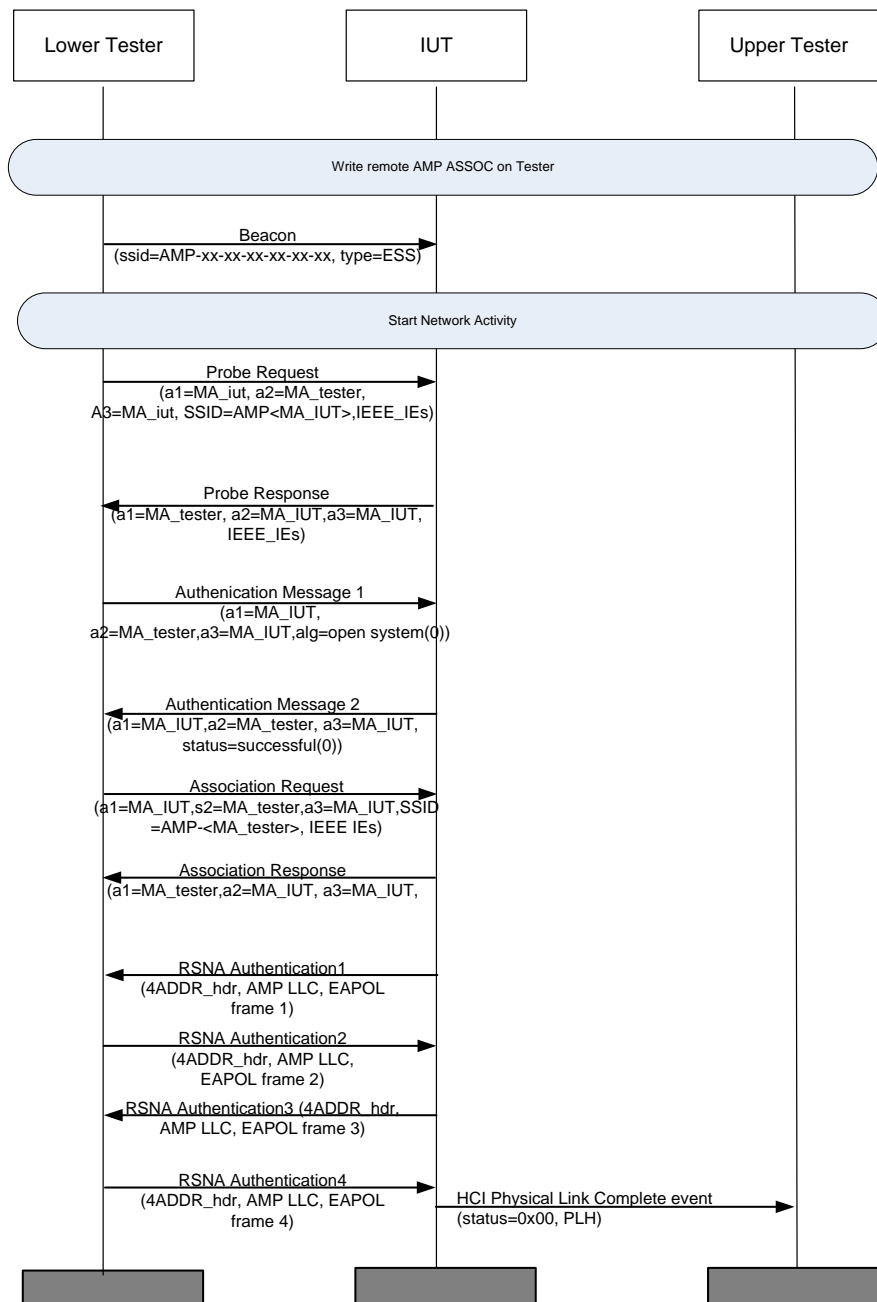 Lower Tester
IUT
Upper Tester
Write remote AMP ASSOC on Tester
Beacon
(ssid=AMP-xx-xx-xx-xx-xx-xx, type=ESS)
Start Network Activity
Probe Request
(a1=MA_iut, a2=MA_tester,
A3=MA_iut, SSID=AMP<MA_IUT>,IEEE_IEs)
Probe Response
(a1=MA_tester, a2=MA_IUT,a3=MA_IUT,
IEEE_IEs)
Authenication Message 1
(a1=MA_IUT,
a2=MA_tester,a3=MA_IUT,alg=open system(0))
Authentication Message 2
(a1=MA_IUT,a2=MA_tester, a3=MA_IUT,
status=successful(0))
Association Request
(a1=MA_IUT,s2=MA_tester,a3=MA_IUT,SSID
=AMP-<MA_tester>, IEEE IEs)
Association Response
(a1=MA_tester,a2=MA_IUT, a3=MA_IUT,
RSNA Authentication1
(4ADDR_hdr, AMP LLC, EAPOL
frame 1)
RSNA Authentication2
(4ADDR_hdr, AMP LLC,
EAPOL frame 2)
RSNA Authentication3 (4ADDR_hdr,
AMP LLC, EAPOL frame 3)
RSNA Authentication4
(4ADDR_hdr, AMP LLC, EAPOL
frame 4)
HCI Physical Link Complete event
(status=0x00, PLH)